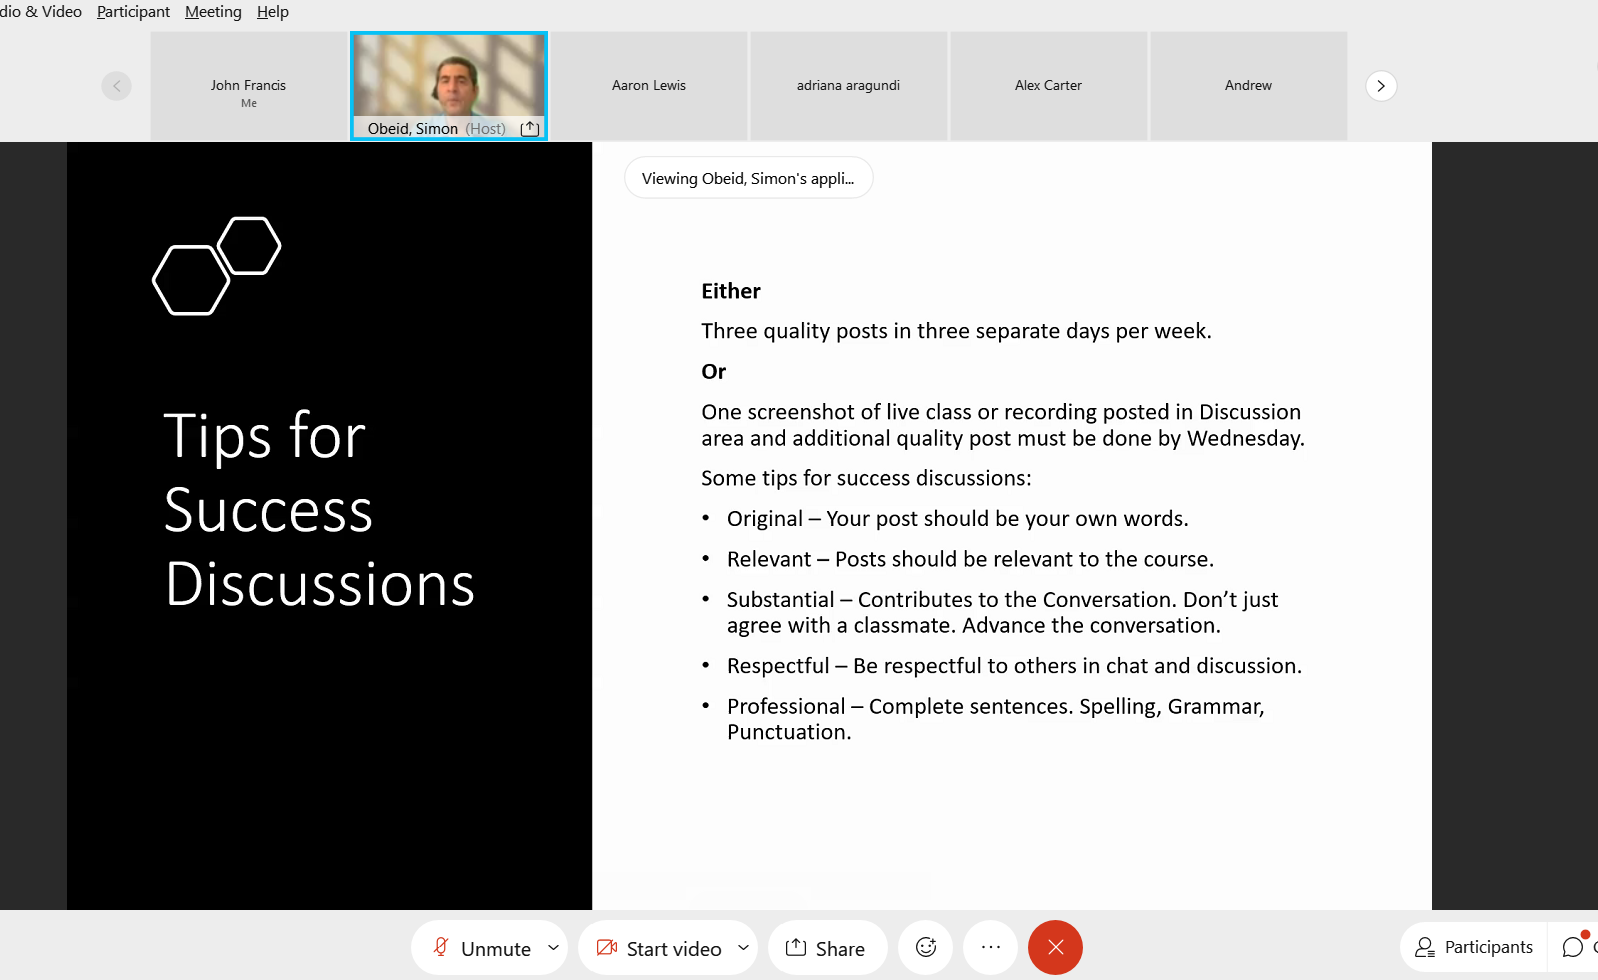 dio & Video Participant Meeting Help
John Francis
Me
Obeid, Simon (Host)
Aaron Lewis
adriana aragundi
Alex Carter
Andrew
Viewing Obeid, Simon's appli...
Tips for
Success
Discussions
Either
Three quality posts in three separate days per week.
Or
One screenshot of live class or recording posted in Discussion
area and additional quality post must be done by Wednesday.
Some tips for success discussions:
• Original – Your post should be your own words.
• Relevant – Posts should be relevant to the course.
• Substantial – Contributes to the Conversation. Don’t just
agree with a classmate. Advance the conversation.
• Respectful – Be respectful to others in chat and discussion.
• Professional – Complete sentences. Spelling, Grammar,
Punctuation.
Unmute
Start video
Share
Participants